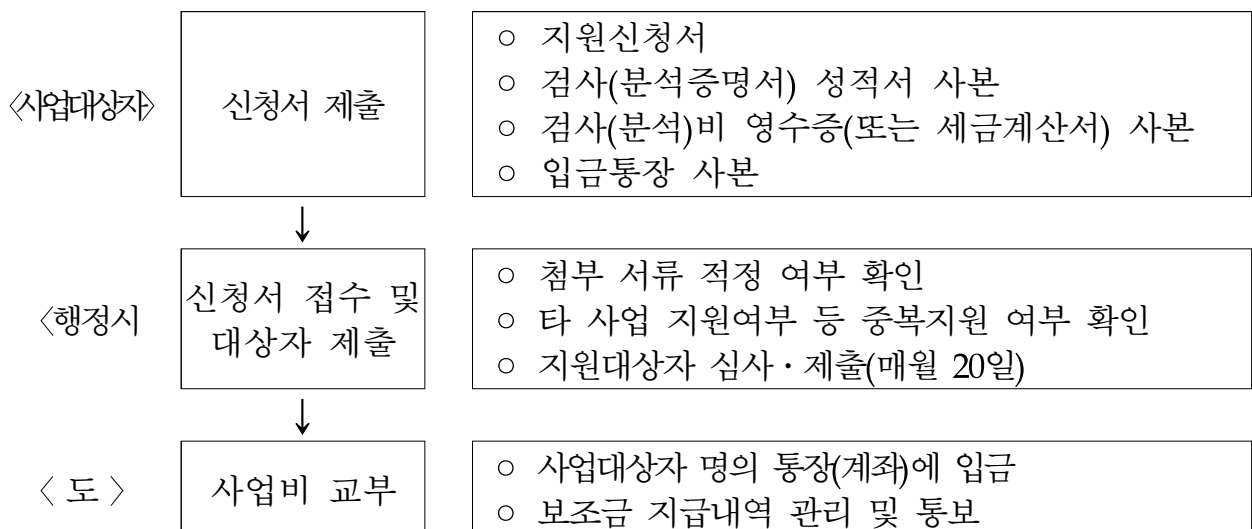 〈사업대상자〉
신청서 제출
○ 지원신청서
○ 검사(분석증명서) 성적서 사본
○ 검사(분석)비 영수증(또는 세금계산서) 사본
○ 입금통장 사본
↓
〈행정시
신청서 접수 및
대상자 제출
○ 첨부 서류 적정 여부 확인
○ 타 사업 지원여부 등 중복지원 여부 확인
○ 지원대상자 심사・제출(매월 20일)
↓
〈 도 〉
사업비 교부
○ 사업대상자 명의 통장(계좌)에 입금
○ 보조금 지급내역 관리 및 통보